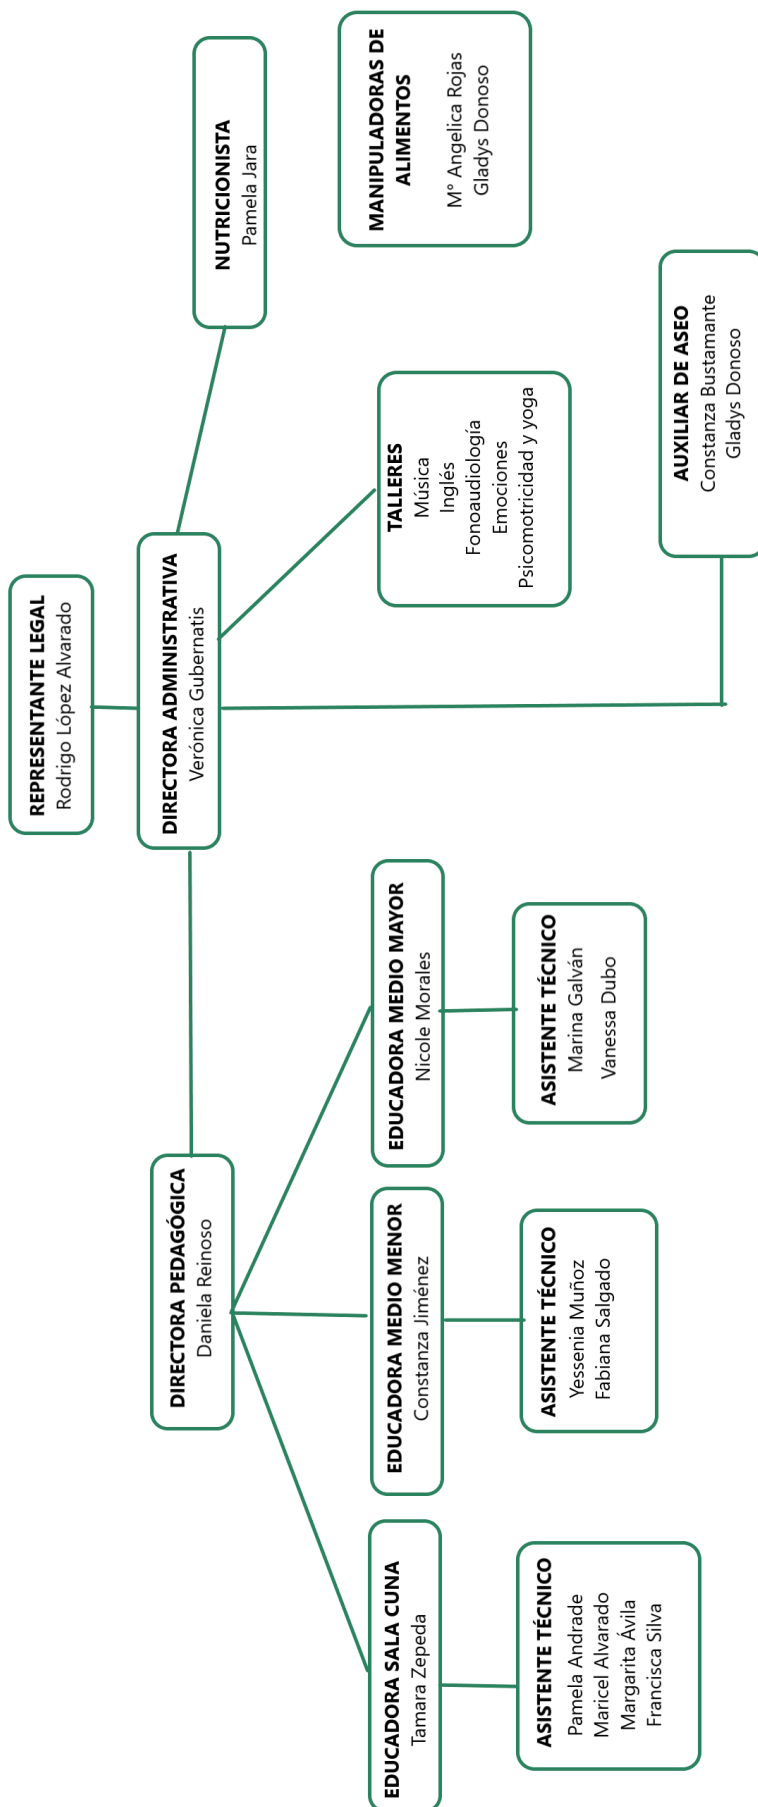 REPRESENTANTE LEGAL
Rodrigo López Alvarado
DIRECTORA ADMINISTRATIVA
Verónica Gubernatis
DIRECTORA PEDAGÓGICA
Daniela Reinoso
NUTRICIONISTA
Pamela Jara
EDUCADORA SALA CUNA
Tamara Zepeda
EDUCADORA MEDIO MENOR
Constanza Jiménez
EDUCADORA MEDIO MAYOR
Nicole Morales
TALLERES
Música
Inglés
Fonoaudiología
Emociones
Psicomotricidad y yoga
MANIPULADORAS DE
ALIMENTOS
M° Angelica Rojas
Gladys Donoso
ASISTENTE TÉCNICO
Pamela Andrade
Maricel Alvarado
Margarita Ávila
Francisca Silva
ASISTENTE TÉCNICO
Yessenia Muñoz
Fabiana Salgado
ASISTENTE TÉCNICO
Marina Galván
Vanessa Dubo
AUXILIAR DE ASEO
Constanza Bustamante
Gladys Donoso